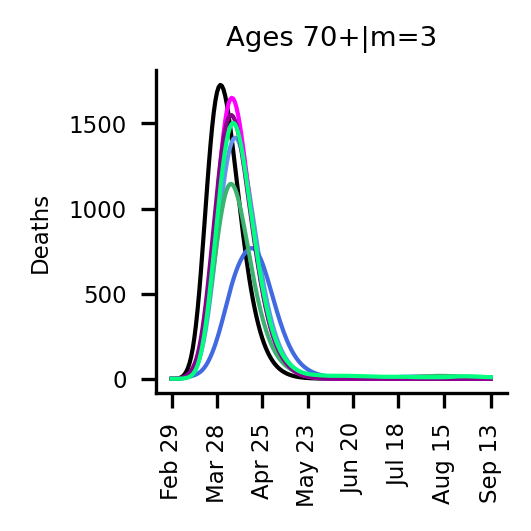 Ages 70+|m=3
Deaths
1500
1000
500
0
Feb 29
Mar 28
Apr 25
May 23
Jun 20
Jul 18
Aug 15
Sep 13